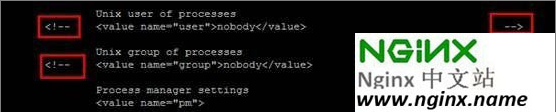 Unix user of processes
<!-- <value name="user">nobody</value> -->
Unix group of processes
<!-- <value name="group">nobody</value>
Process manager settings
<value name="pm">
NGiNX
Nginx 中文站
www.nginx.name